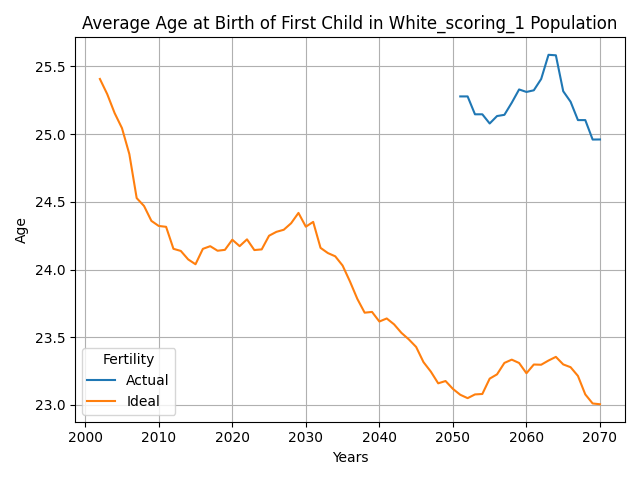 Average Age at Birth of First Child in White_scoring_1 Population
Age
25.5
25.0
24.5
24.0
23.5
23.0
Fertility
Actual
Ideal
2000 2010 2020 2030 2040 2050 2060 2070
Years